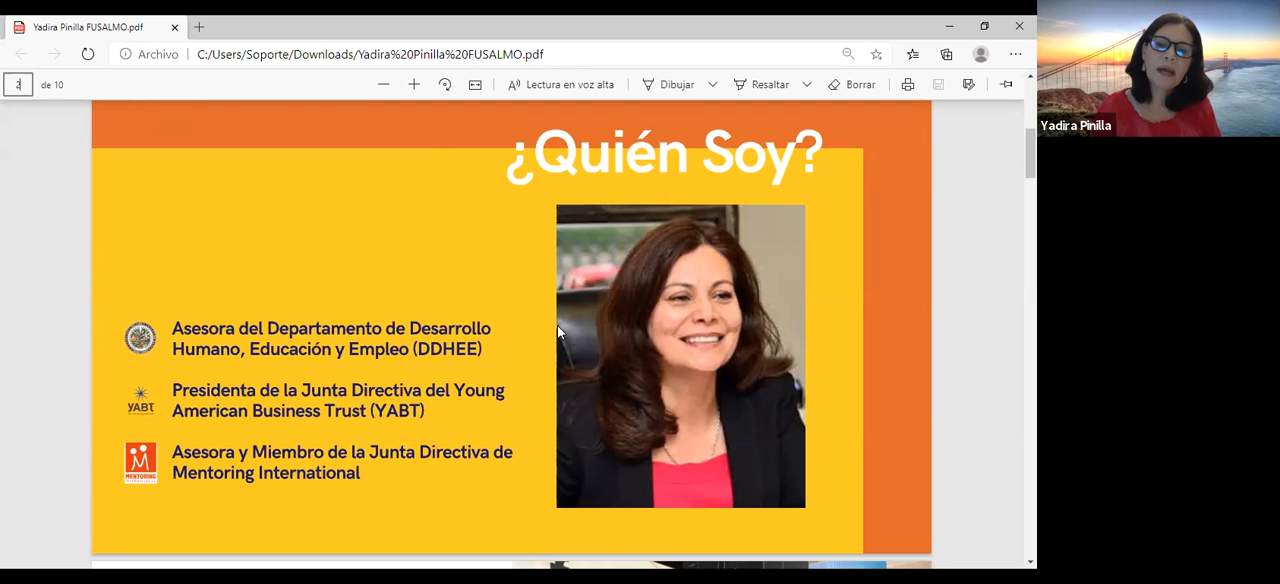 Yadira Pinilla FUSALMO.pdf
Archivo
C:/Users/Soporte/Downloads/Yadira%20Pinilla%20FUSALMO.pdf
2
de 10
Lectura en voz alta
Dibujar
Resaltar
Borrar
Yadira Pinilla
¿Quién Soy?
Asesora del Departamento de Desarrollo
Humano, Educación y Empleo (DDHEE)
YABT
Presidenta de la Junta Directiva del Young
American Business Trust (YABT)
MENTORING
Asesora y Miembro de la Junta Directiva de
Mentoring International